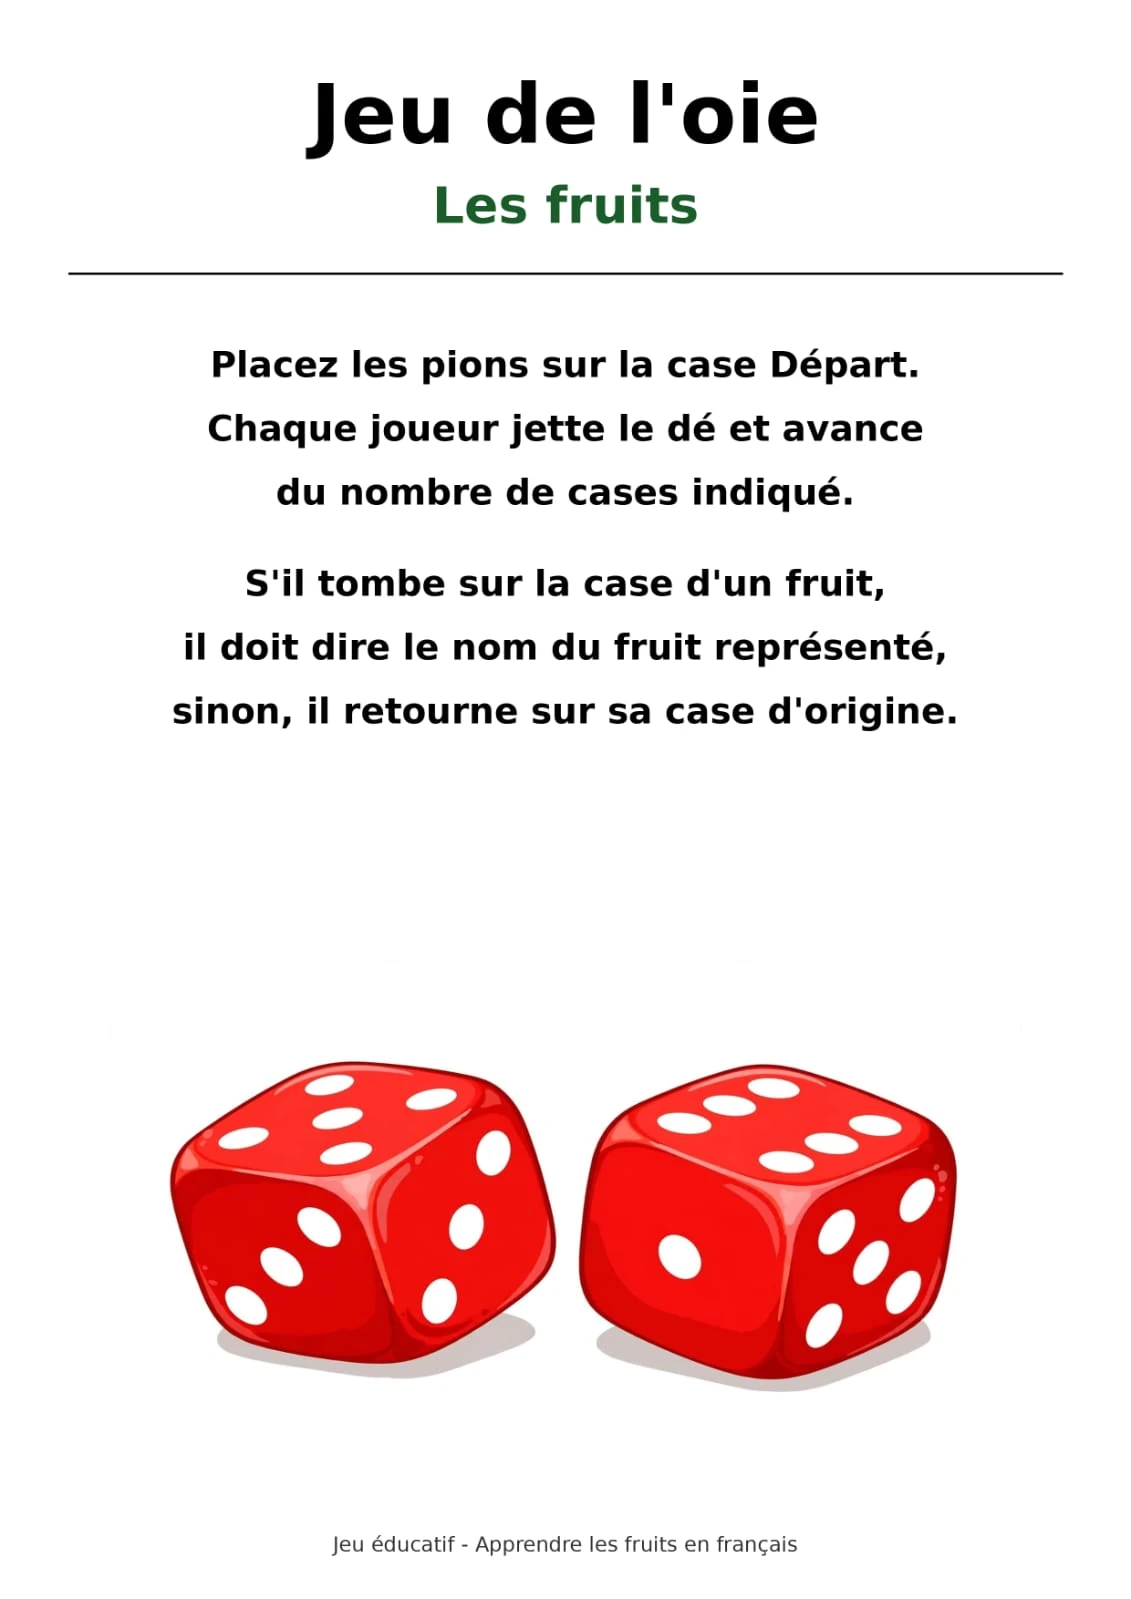 Jeu de l'oie
Les fruits
Placez les pions sur la case Départ.
Chaque joueur jette le dé et avance
du nombre de cases indiqué.
S'il tombe sur la case d'un fruit,
il doit dire le nom du fruit représenté,
sinon, il retourne sur sa case d'origine.
Jeu éducatif - Apprendre les fruits en français